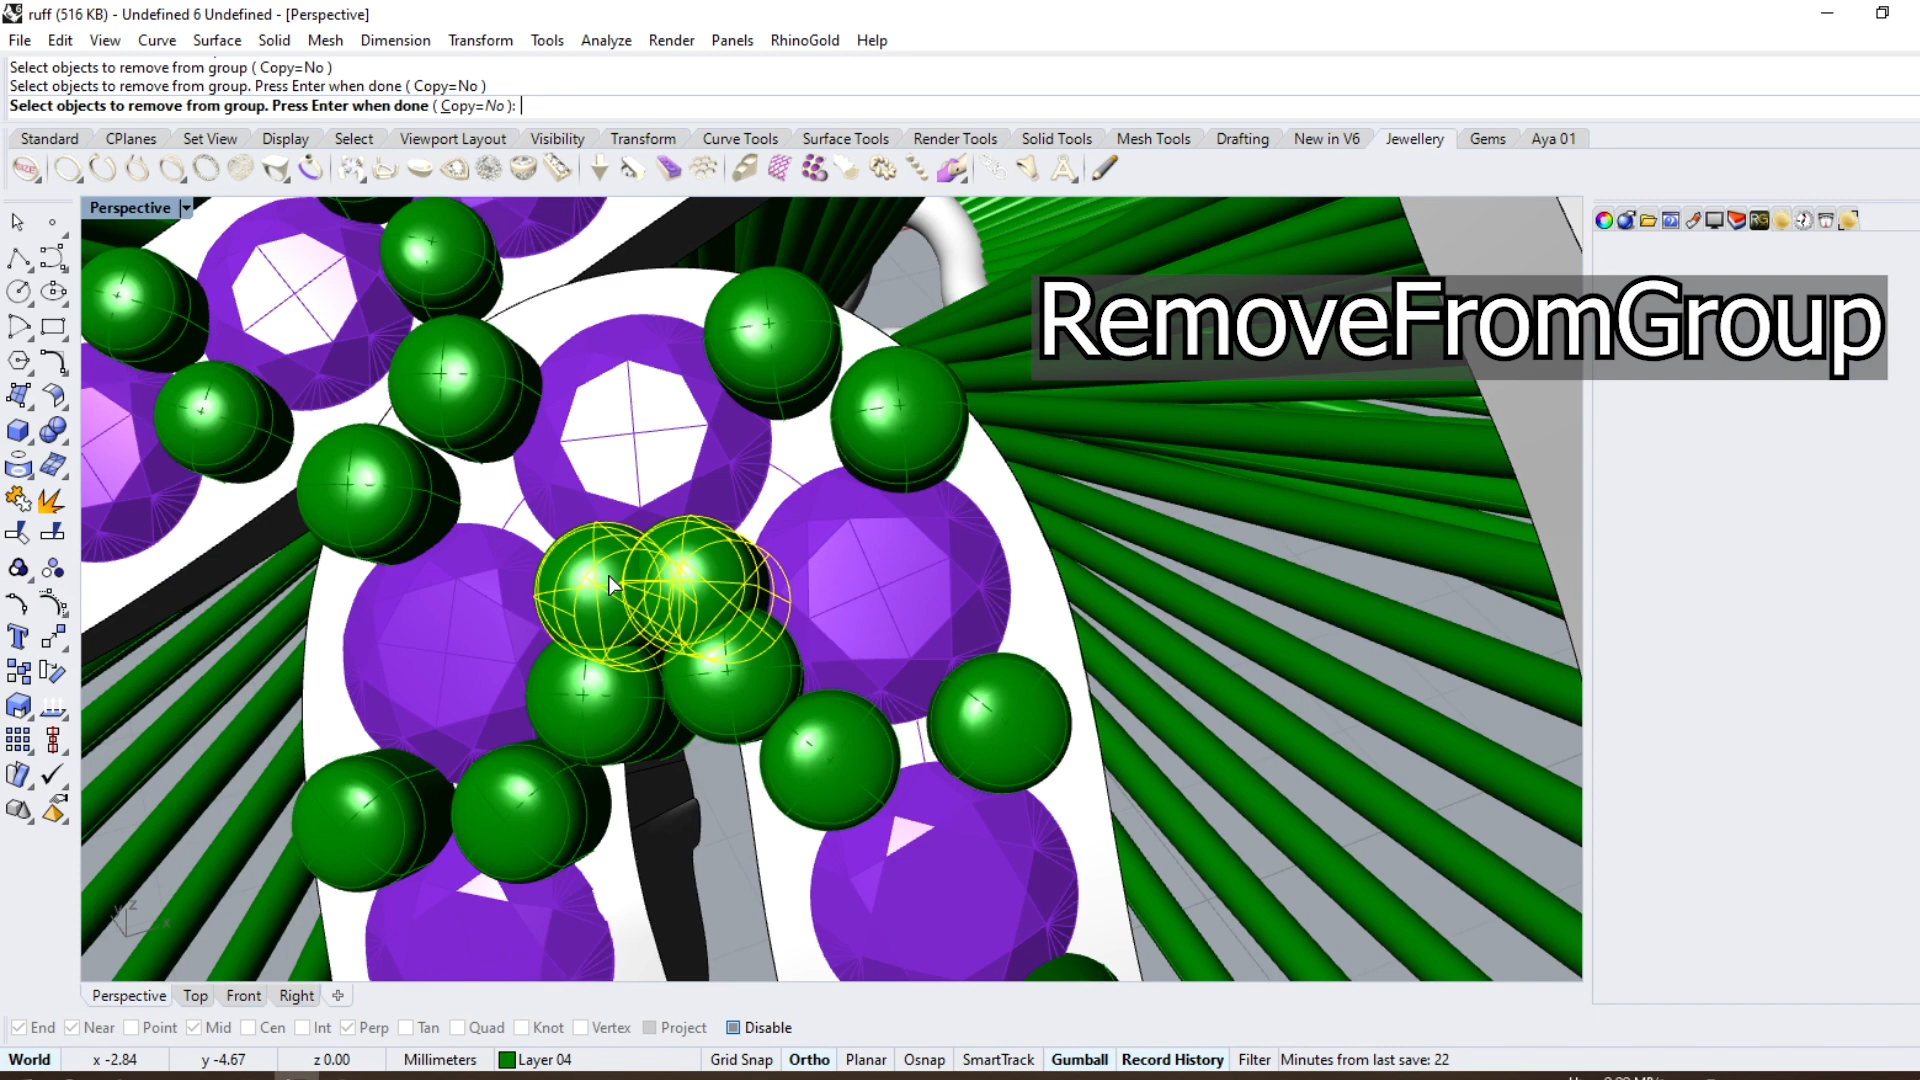 ruff (516 KB) - Undefined 6 Undefined - [Perspective]
File Edit View Curve Surface Solid Mesh Dimension Transform Tools Analyze Render Panels RhinoGold Help
Select objects to remove from group ( Copy=No )
Select objects to remove from group. Press Enter when done ( Copy=No )
Select objects to remove from group. Press Enter when done ( Copy=No ):
Standard CPlanes Set View Display Select Viewport Layout Visibility Transform Curve Tools Surface Tools Render Tools Solid Tools Mesh Tools Drafting New in V6 Jewellery Gems Aya 01
Perspective
RG
RemoveFromGroup
z
y
x
Perspective Top Front Right
End Near Point Mid Cen Int Perp Tan Quad Knot Vertex Project Disable
World x -2.84 y -4.67 z 0.00 Millimeters Layer 04 Grid Snap Ortho Planar Osnap SmartTrack Gumball Record History Filter Minutes from last save: 22